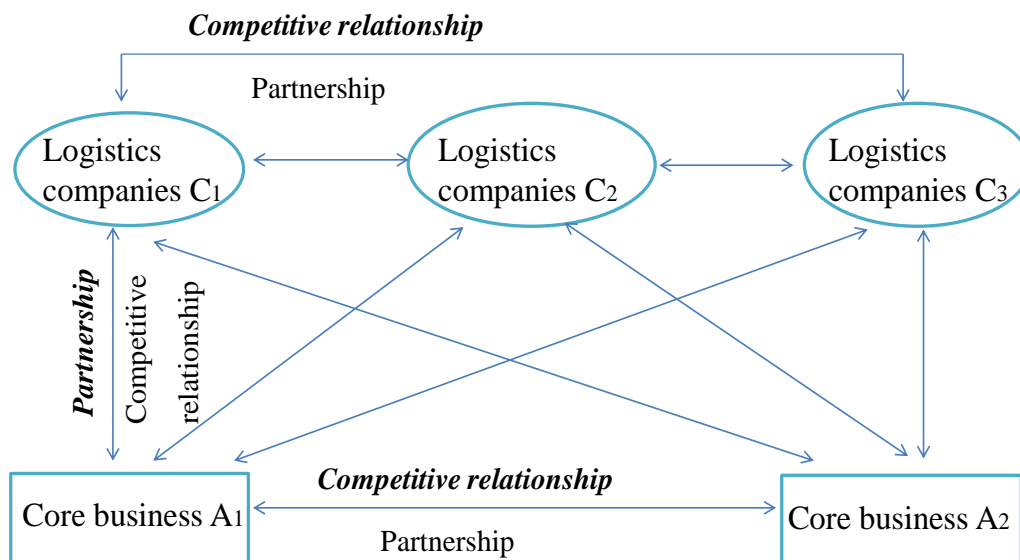 Competitive relationship
Partnership
Logistics
companies C₁
Logistics
companies C₂
Logistics
companies C₃
Partnership
Competitive
relationship
Competitive relationship
Core business A₁
Partnership
Core business A₂